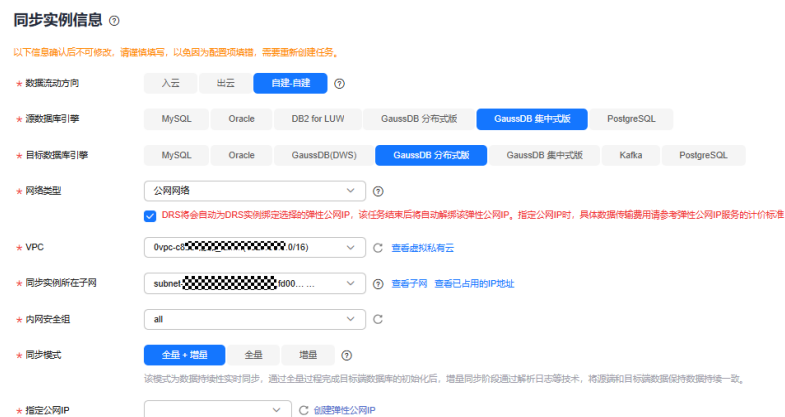 同步实例信息
以下信息确认后不可修改，请谨慎填写，以免因为配置项填错，需要重新创建任务。
* 数据流动方向 入云 出云 自建-自建
* 源数据库引擎 MySQL Oracle DB2 for LUW GaussDB 分布式版 GaussDB 集中式版 PostgreSQL
* 目标数据库引擎 MySQL Oracle GaussDB(DWS) GaussDB 分布式版 GaussDB 集中式版 Kafka PostgreSQL
* 网络类型 公网网络
DRS将会自动为DRS实例绑定选择的弹性公网IP，该任务结束后将自动解绑该弹性公网IP。指定公网IP时，具体数据传输费用请参考弹性公网IP服务的计价标准
* VPC 0vpc-c8 .0/16) 查看虚拟私有云
* 同步实例所在子网 subnet- fd00... ... 查看子网 查看已占用的IP地址
* 内网安全组 all
* 同步模式 全量 + 增量 全量 增量
该模式为数据持续性实时同步，通过全量过程完成目标端数据库的初始化后，增量同步阶段通过解析日志等技术，将源端和目标端数据保持数据持续一致。
* 指定公网IP 创建弹性公网IP